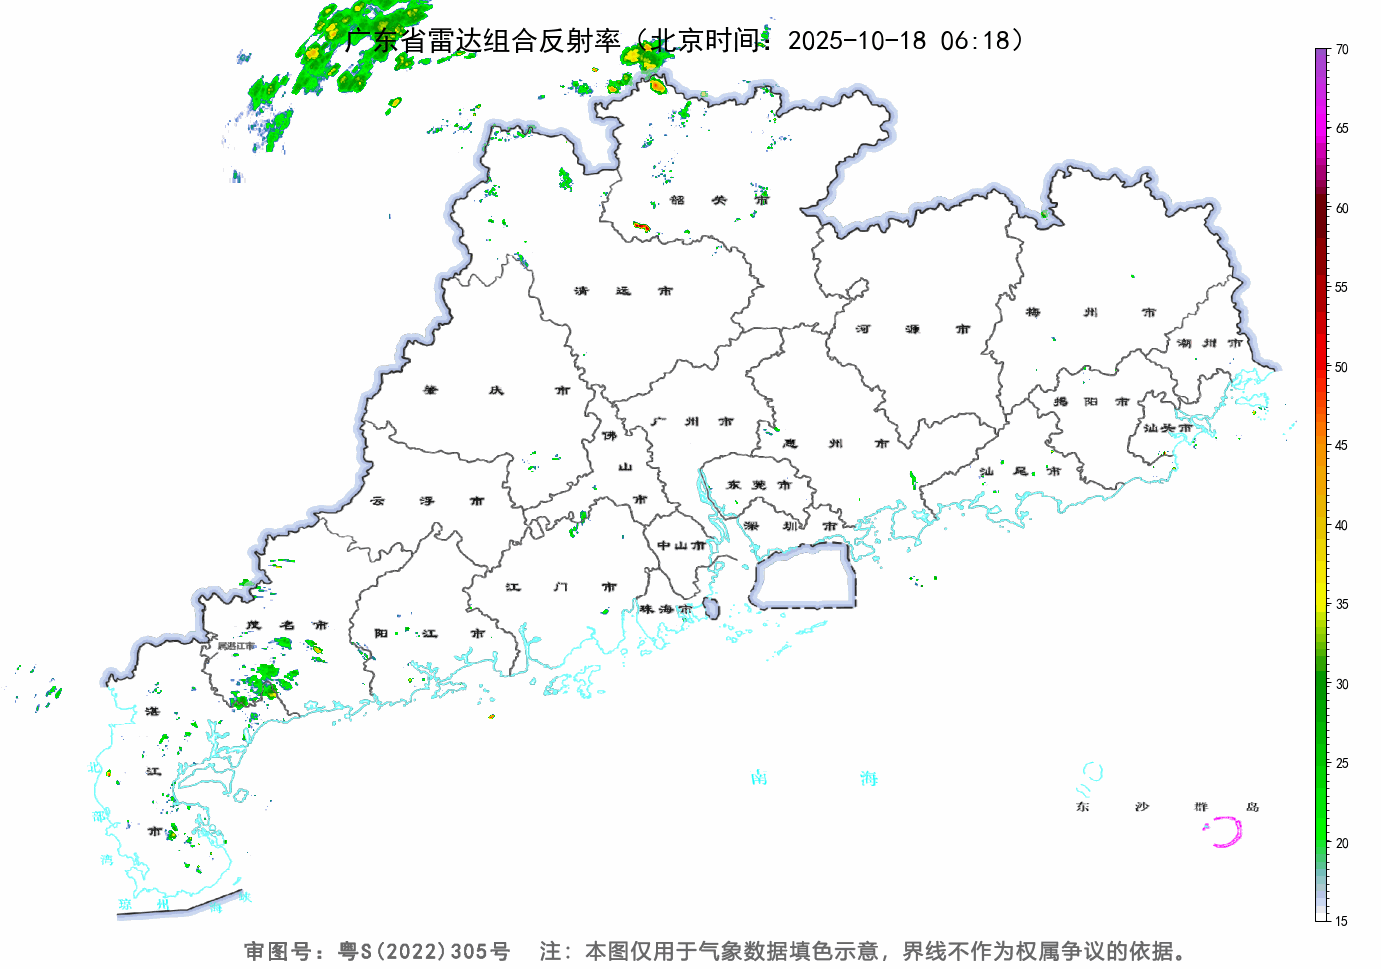 广东省雷达组合反射率（北京时间：2025-10-18 06:18）
70
65
60
55
50
45
40
35
30
25
20
15
韶 关 市
清 远 市
梅 州 市
河 源 市
潮 州 市
肇 庆 市
揭 阳 市
广 州 市
汕头市
佛 山 市
惠 州 市
汕 尾 市
东 莞 市
云 浮 市
深 圳 市
中山市
江 门 市
珠海市
茂 名 市
阳 江 市
属湛江市
湛 江 市
北 部 湾
南 海
东 沙 群 岛
琼 州 海 峡
审图号：粤S(2022)305号 注：本图仅用于气象数据填色示意，界线不作为权属争议的依据。